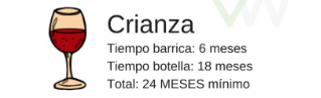 Crianza
Tiempo barrica: 6 meses
Tiempo botella: 18 meses
Total: 24 MESES mínimo